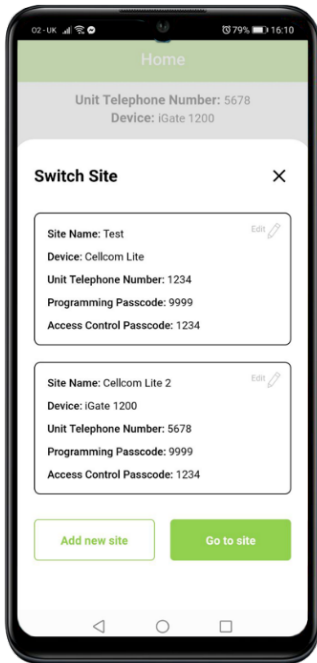 02-UK 79% 16:10
Home
Unit Telephone Number: 5678
Device: iGate 1200
Switch Site
Site Name: Test
Edit
Device: Cellcom Lite
Unit Telephone Number: 1234
Programming Passcode: 9999
Access Control Passcode: 1234
Site Name: Cellcom Lite 2
Edit
Device: iGate 1200
Unit Telephone Number: 5678
Programming Passcode: 9999
Access Control Passcode: 1234
Add new site
Go to site